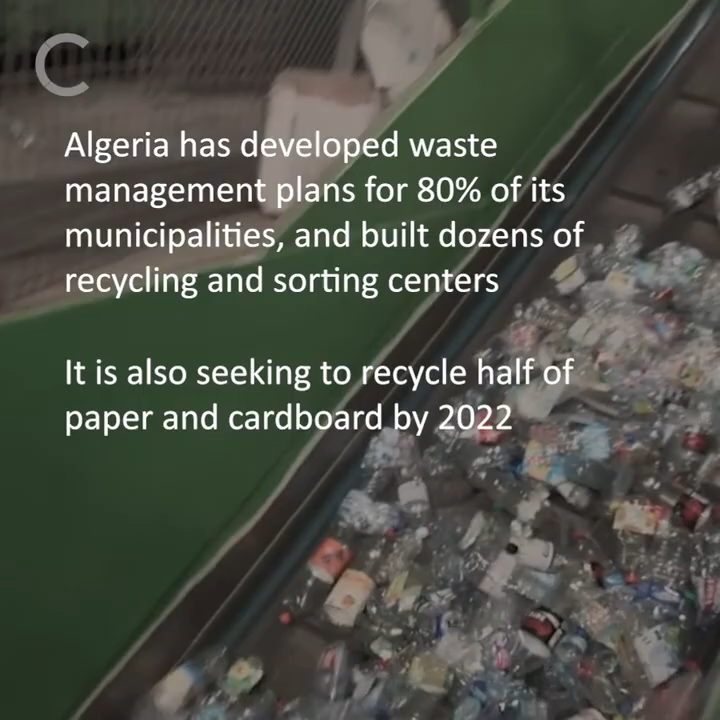 C
Algeria has developed waste
management plans for 80% of its
municipalities, and built dozens of
recycling and sorting centers
It is also seeking to recycle half of
paper and cardboard by 2022